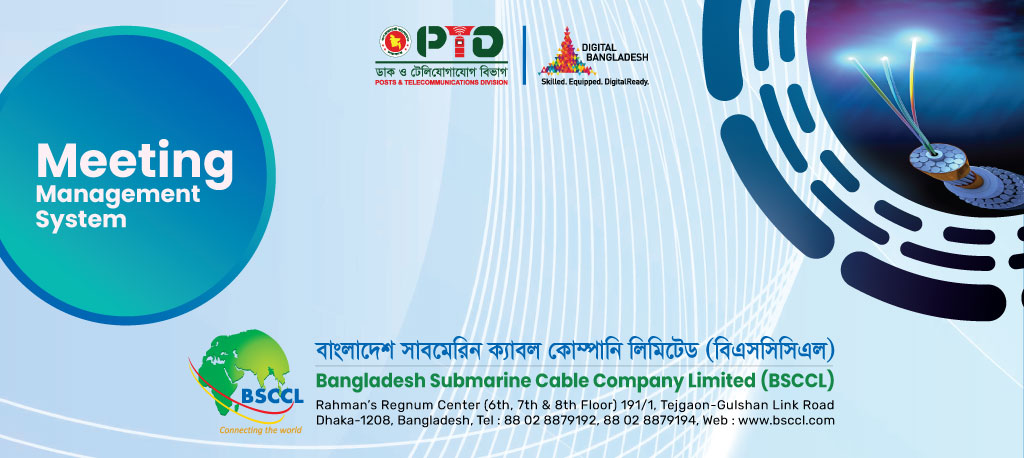 PTD
ডাক ও টেলিযোগাযোগ বিভাগ
POSTS & TELECOMMUNICATIONS DIVISION
DIGITAL
BANGLADESH
Skilled. Equipped. DigitalReady.
Meeting
Management
System
BSCCL
Connecting the world
বাংলাদেশ সাবমেরিন ক্যাবল কোম্পানি লিমিটেড (বিএসসিসিএল)
Bangladesh Submarine Cable Company Limited (BSCCL)
Rahman's Regnum Center (6th, 7th & 8th Floor) 191/1, Tejgaon-Gulshan Link Road
Dhaka-1208, Bangladesh, Tel : 88 02 8879192, 88 02 8879194, Web : www.bsccl.com